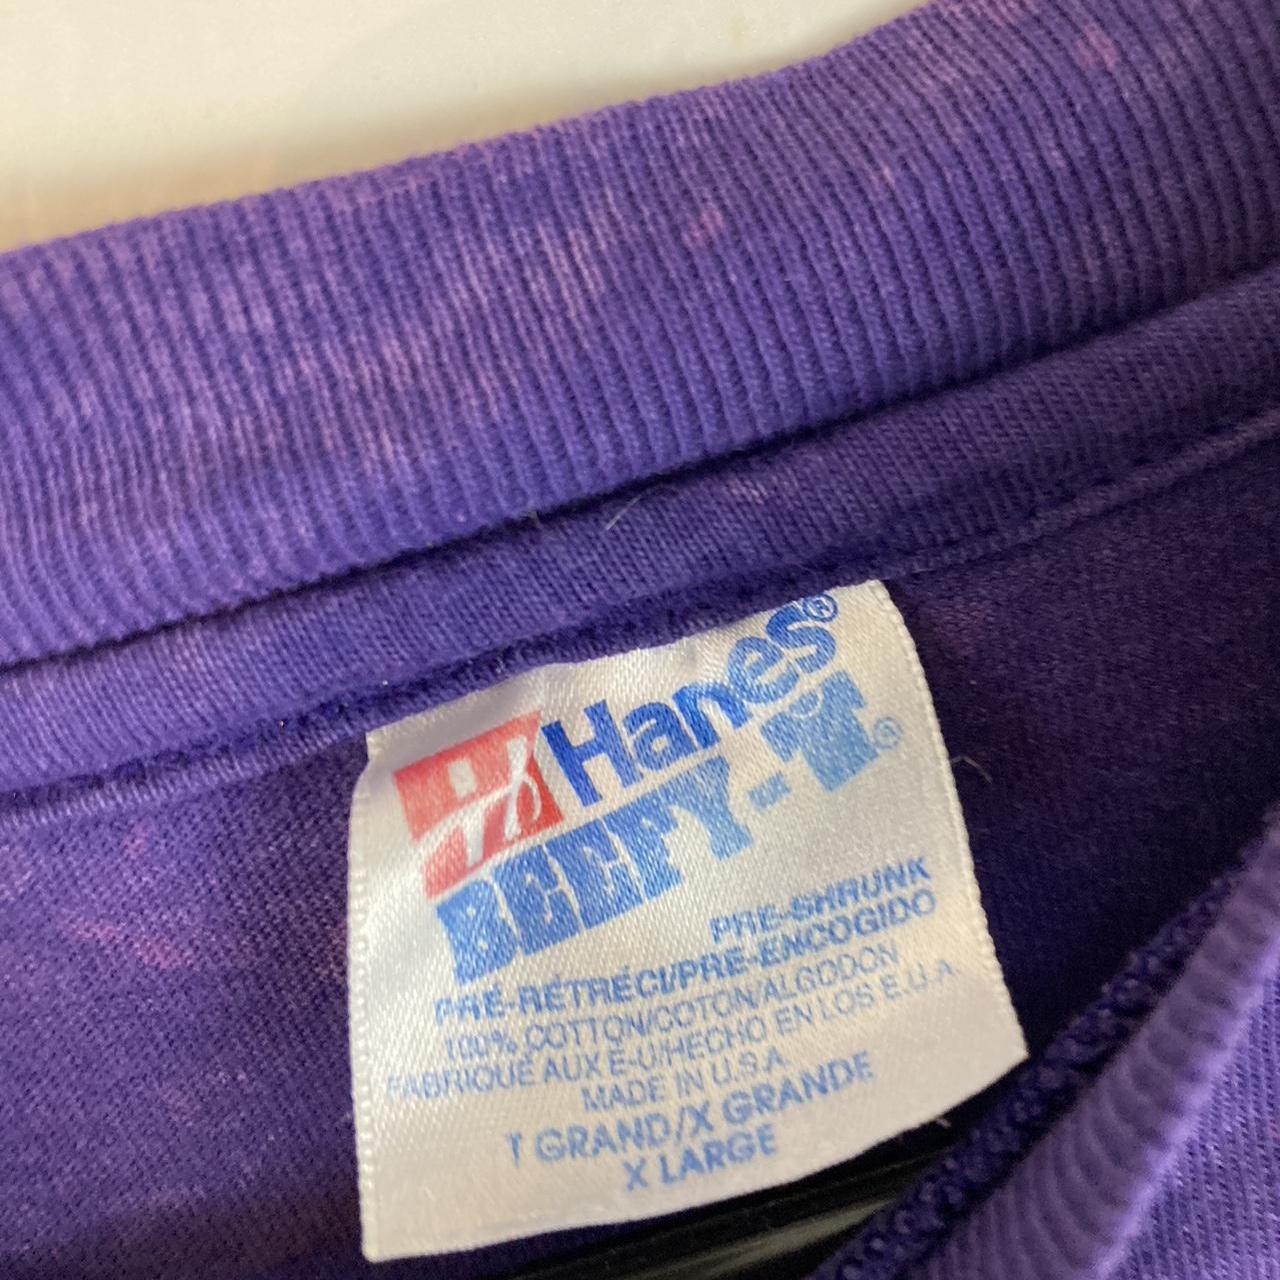 Hanes®
BEEFY-T®
PRE-SHRUNK
PRÉ-RÉTRÉCI/PRE-ENCOGIDO
100% COTTON/COTON/ALGODON
FABRIQUÉ AUX E-U/HECHO EN LOS E.U.A.
MADE IN U.S.A.
T GRAND/X GRANDE
X LARGE